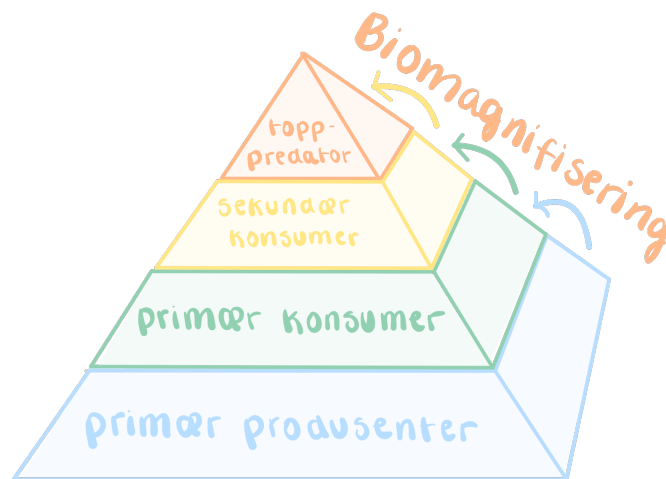 Biomagnifisering
topp-
predator
sekundær
konsumer
primær konsumer
primær produsenter